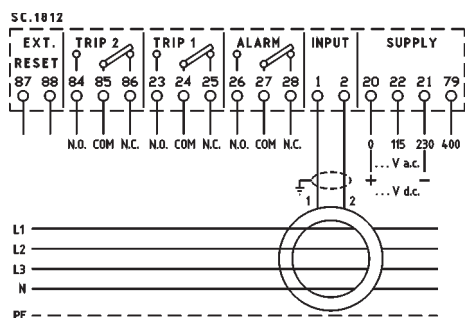 SC.1812
EXT. RESET TRIP 2 TRIP 1 ALARM INPUT SUPPLY
87 88 84 85 86 23 24 25 26 27 28 1 2 20 22 21 79
N.O. COM N.C. N.O. COM N.C. N.O. COM N.C. 0 115 230 400
...V a.c.
+ −
...V d.c.
1 2
L1
L2
L3
N
PE